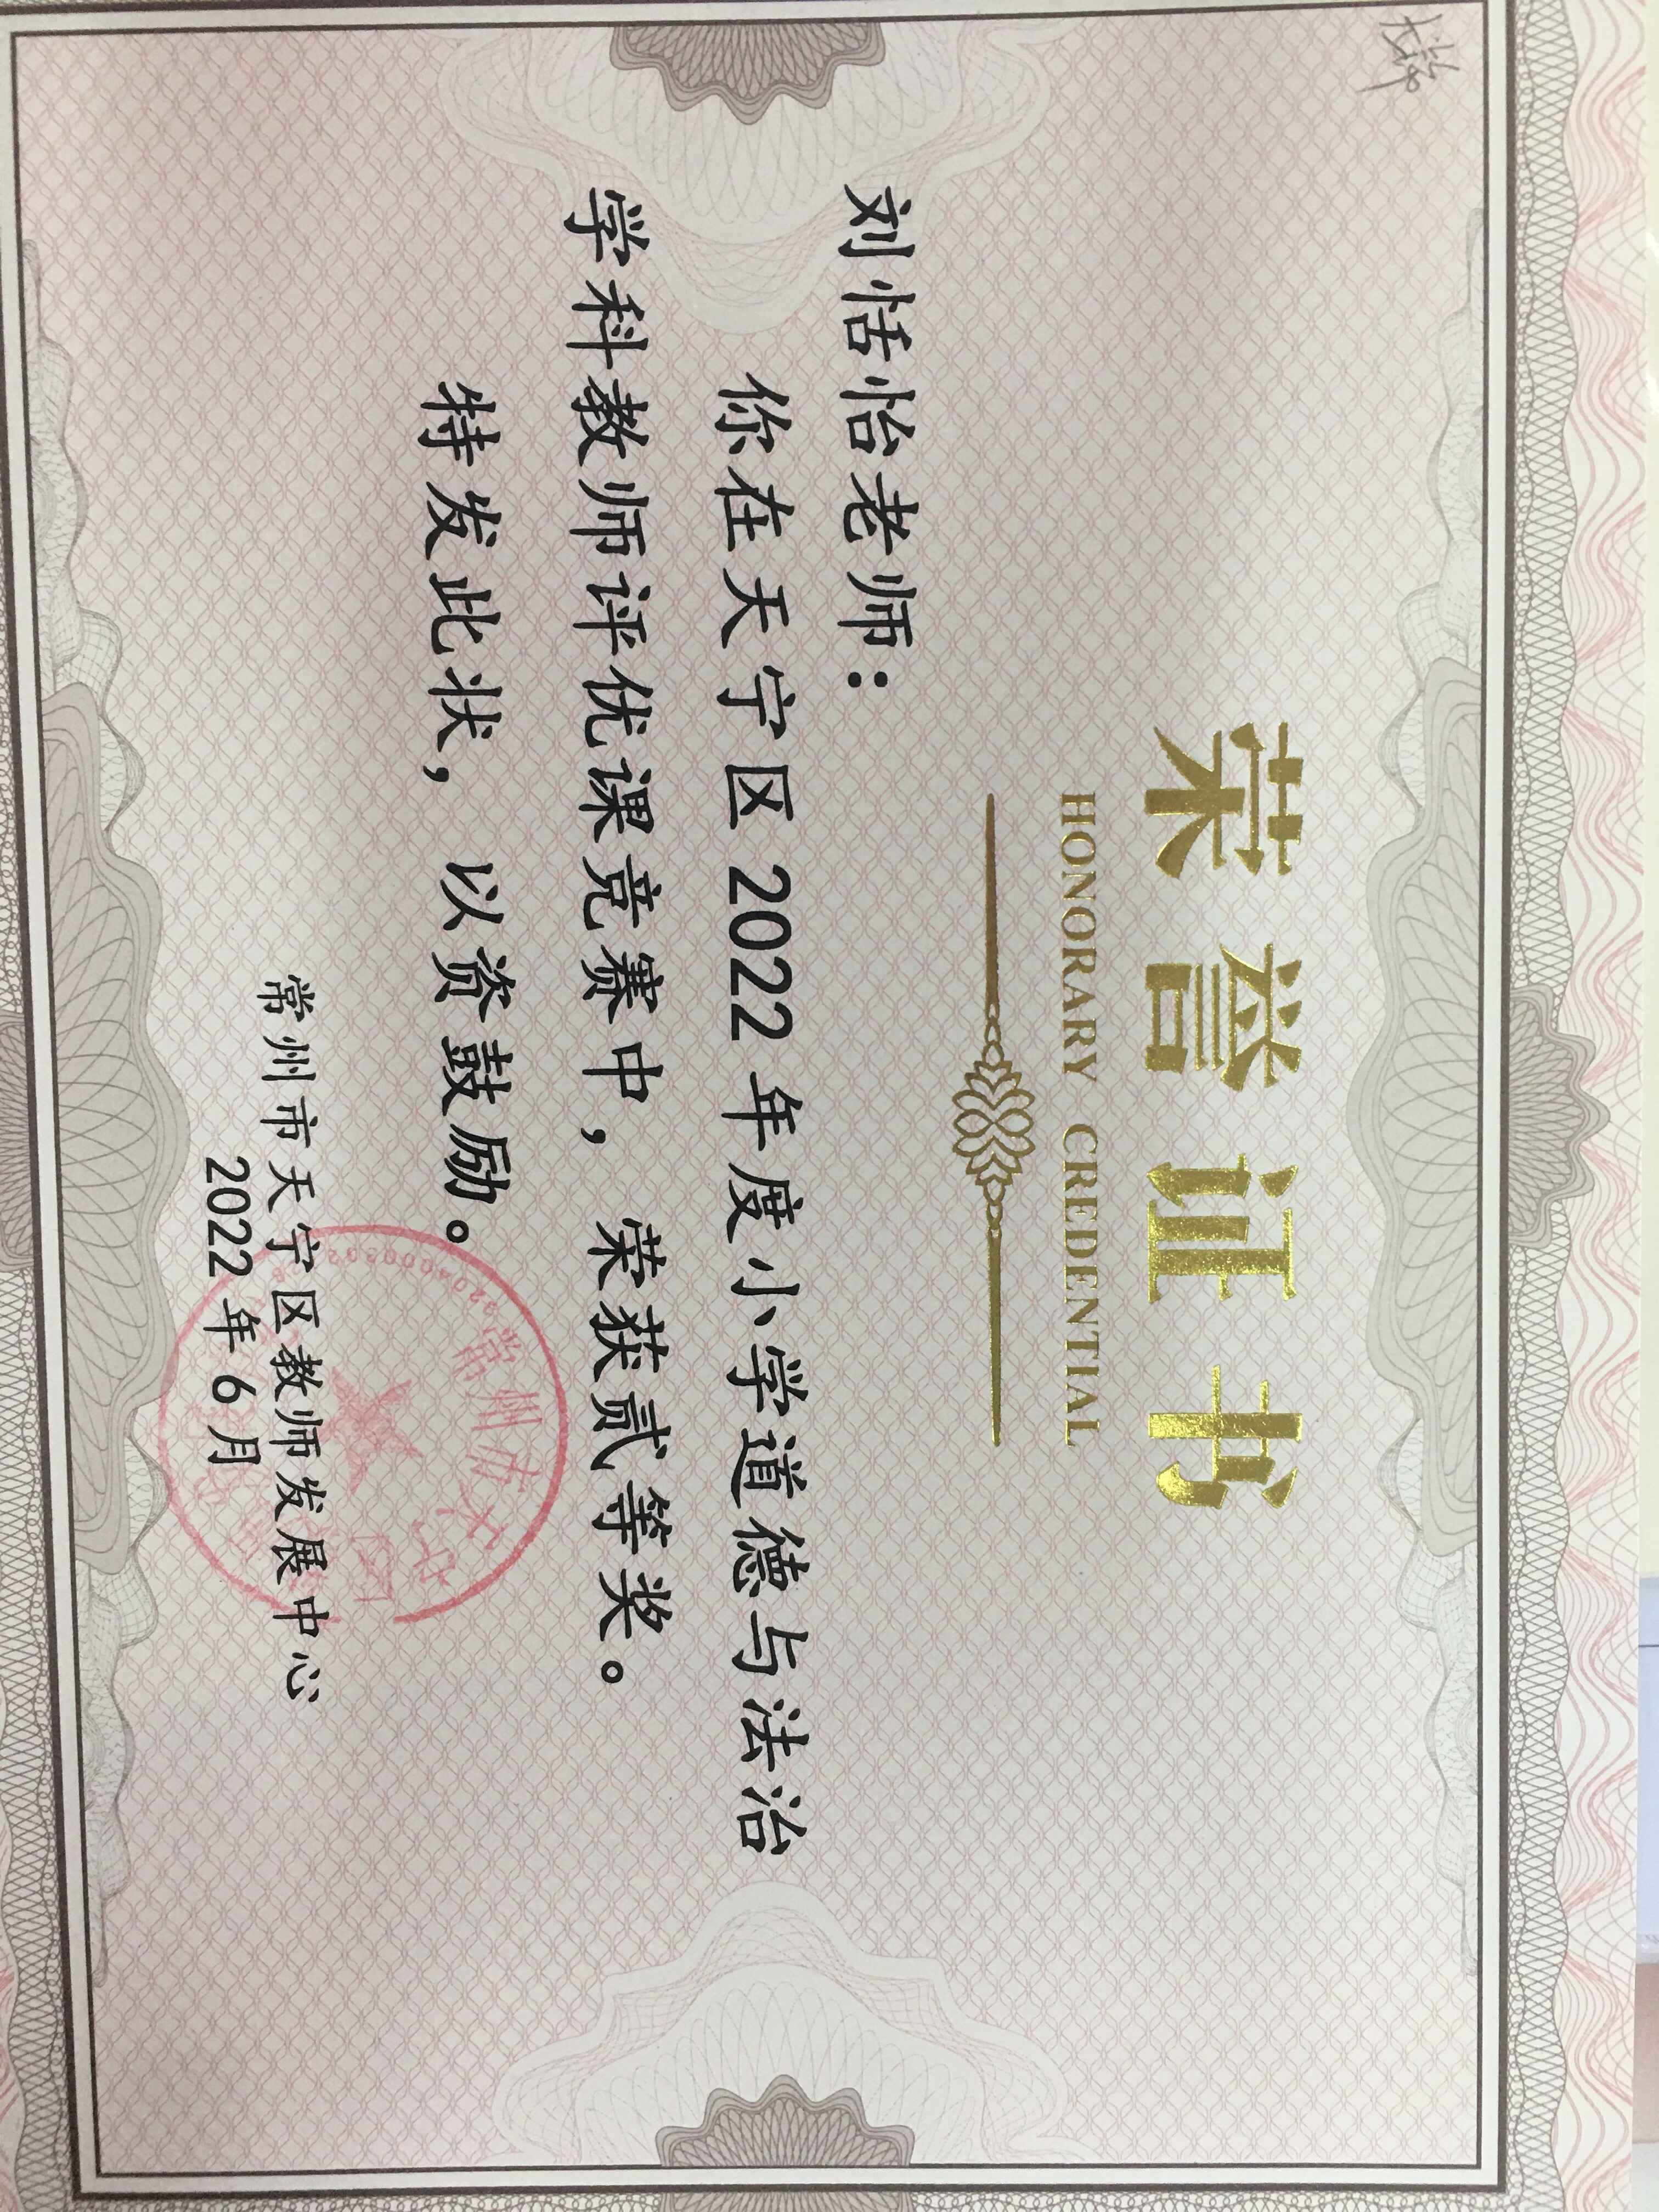 荣誉证书
HONORARY CREDENTIAL
刘恬怡老师：
你在天宁区2022年度小学道德与法治
学科教师评优课竞赛中，荣获贰等奖。
特发此状，以资鼓励。
常州市天宁区教师发展中心
2022年6月